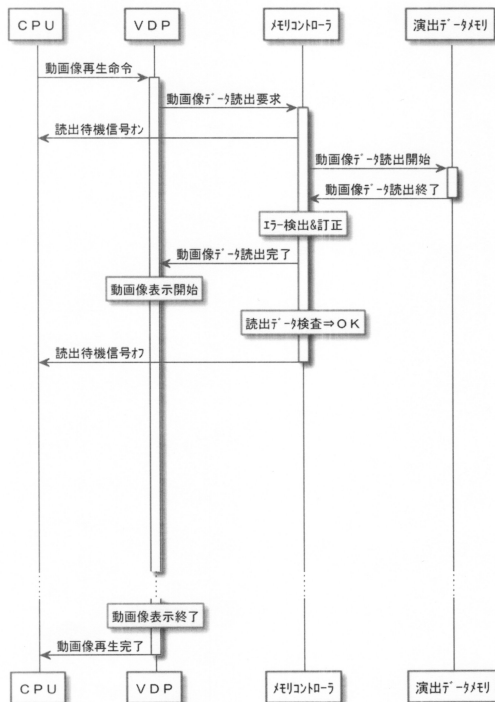 ＣＰＵ ＶＤＰ ﾒﾓﾘｺﾝﾄﾛｰﾗ 演出ﾃﾞｰﾀﾒﾓﾘ
動画像再生命令
動画像ﾃﾞｰﾀ読出要求
読出待機信号ｵﾝ
動画像ﾃﾞｰﾀ読出開始
動画像ﾃﾞｰﾀ読出終了
ｴﾗｰ検出&訂正
動画像ﾃﾞｰﾀ読出完了
動画像表示開始
読出ﾃﾞｰﾀ検査⇒ＯＫ
読出待機信号ｵﾌ
動画像表示終了
動画像再生完了
ＣＰＵ ＶＤＰ ﾒﾓﾘｺﾝﾄﾛｰﾗ 演出ﾃﾞｰﾀﾒﾓﾘ